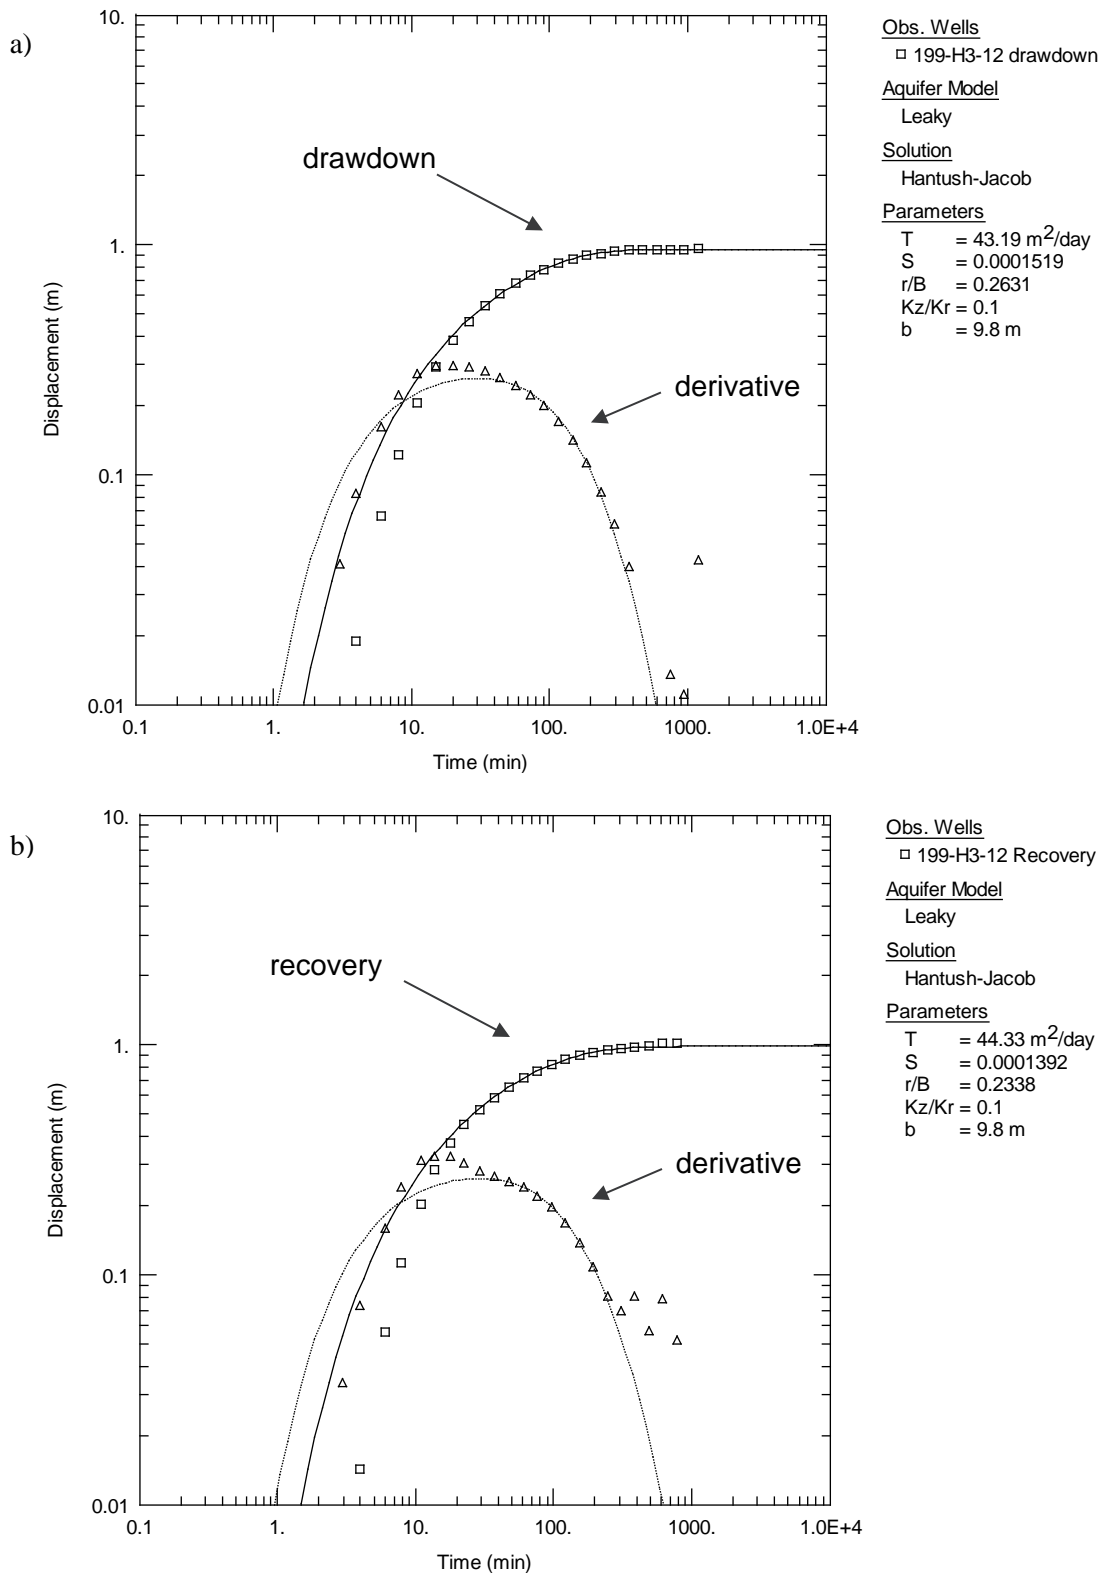 a)
10.
1.
0.1
0.01
Displacement (m)
0.1
1.
10.
100.
1000.
1.0E+4
Time (min)
drawdown
derivative
Obs. Wells
□ 199-H3-12 drawdown
Aquifer Model
Leaky
Solution
Hantush-Jacob
Parameters
T = 43.19 m²/day
S = 0.0001519
r/B = 0.2631
Kz/Kr = 0.1
b = 9.8 m
b)
10.
1.
0.1
0.01
Displacement (m)
0.1
1.
10.
100.
1000.
1.0E+4
Time (min)
recovery
derivative
Obs. Wells
□ 199-H3-12 Recovery
Aquifer Model
Leaky
Solution
Hantush-Jacob
Parameters
T = 44.33 m²/day
S = 0.0001392
r/B = 0.2338
Kz/Kr = 0.1
b = 9.8 m